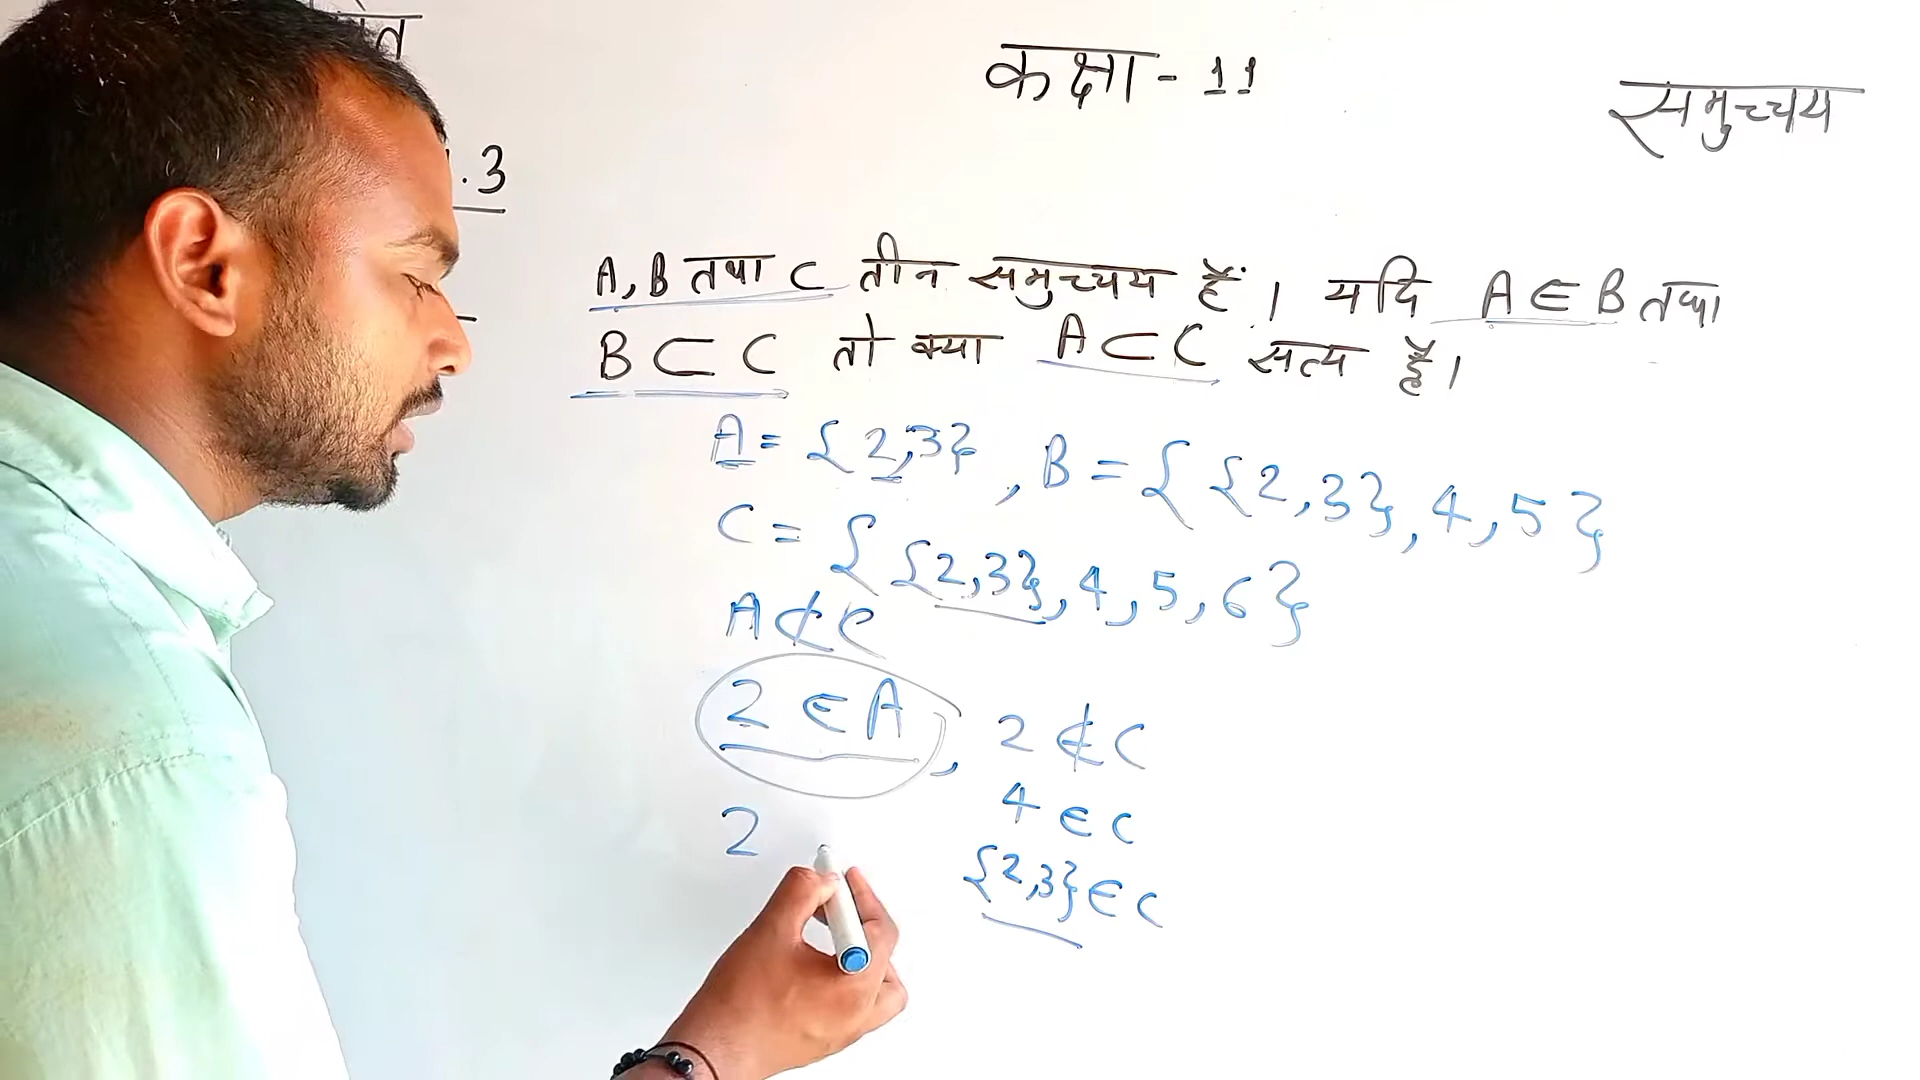 कक्षा - 11
समुच्चय
.3
A, B तथा C तीन समुच्चय हैं। यदि A ∈ B तथा
B ⊂ C तो क्या A ⊂ C सत्य है।
A = {2,3}, B = { {2,3}, 4, 5 }
C = { {2,3}, 4, 5, 6 }
A ⊄ C
2 ∈ A, 2 ∉ C
4 ∈ C
2 {2,3} ∈ C